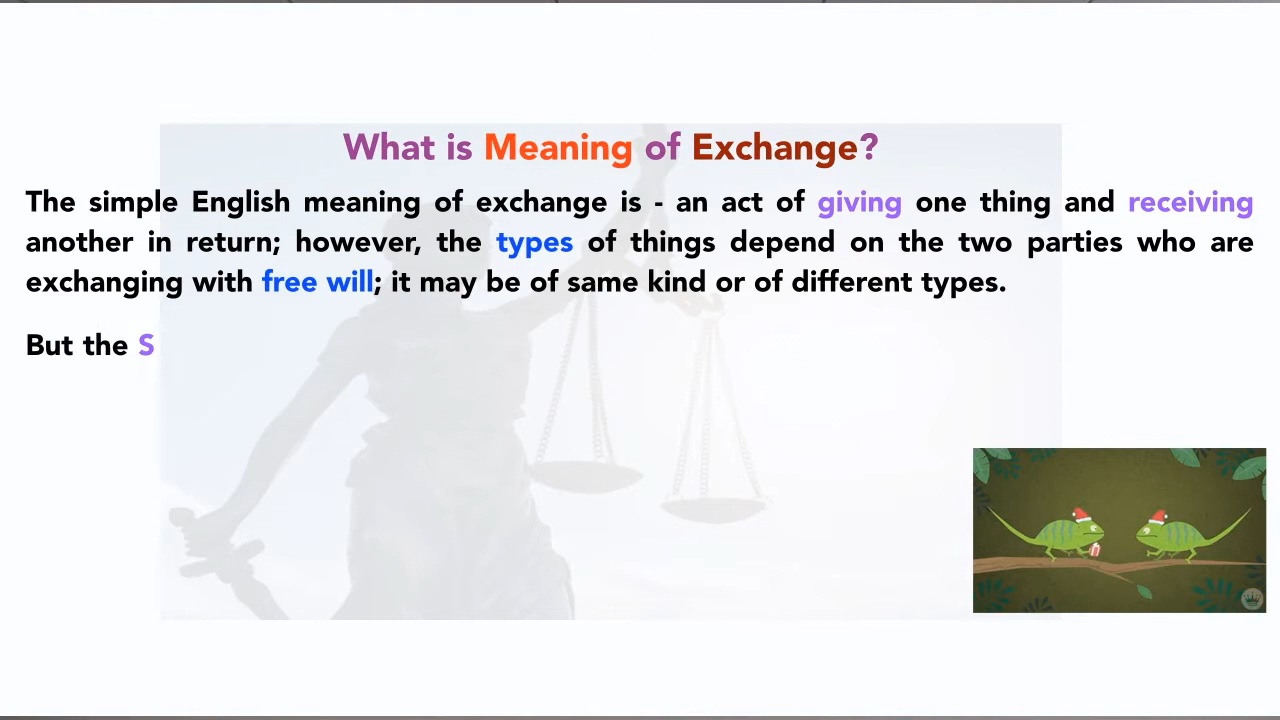 What is Meaning of Exchange?
The simple English meaning of exchange is - an act of giving one thing and receiving
another in return; however, the types of things depend on the two parties who are
exchanging with free will; it may be of same kind or of different types.
But the S